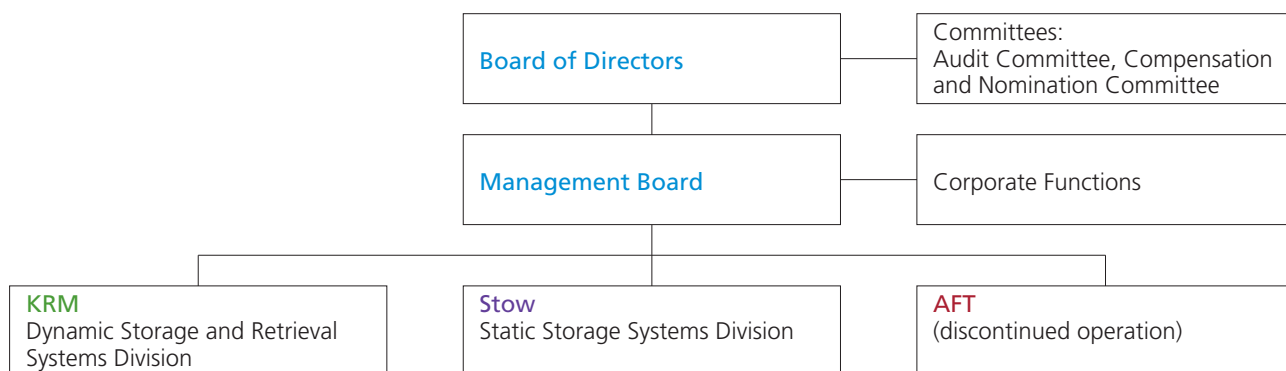 Board of Directors
Committees:
Audit Committee, Compensation
and Nomination Committee
Management Board
Corporate Functions
KRM
Dynamic Storage and Retrieval
Systems Division
Stow
Static Storage Systems Division
AFT
(discontinued operation)